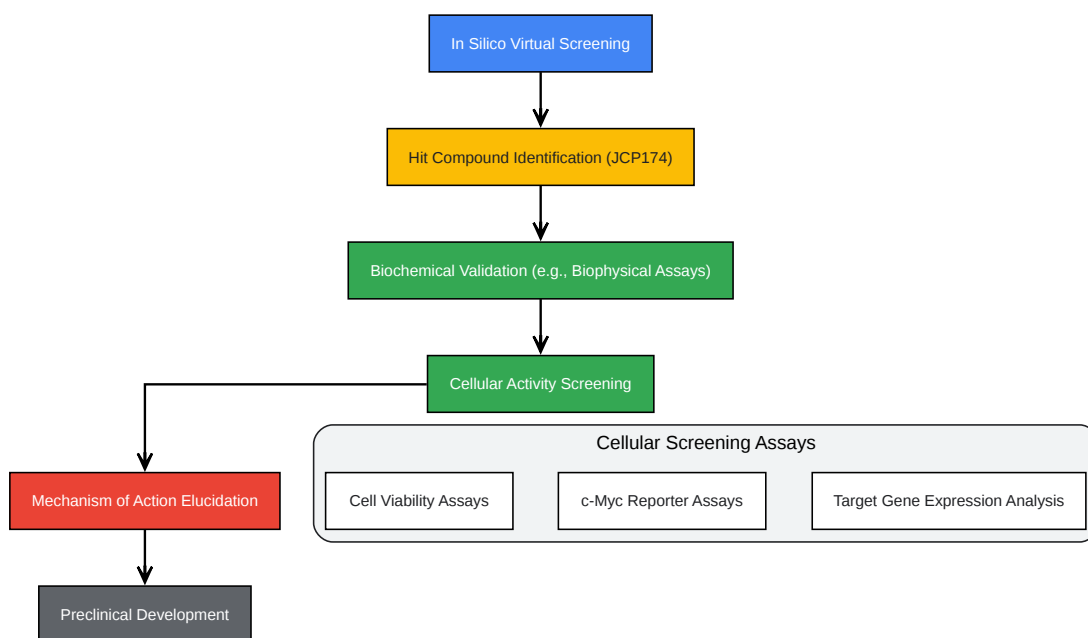 In Silico Virtual Screening
Hit Compound Identification (JCP174)
Biochemical Validation (e.g., Biophysical Assays)
Cellular Activity Screening
Cellular Screening Assays
Mechanism of Action Elucidation
Cell Viability Assays
c-Myc Reporter Assays
Target Gene Expression Analysis
Preclinical Development